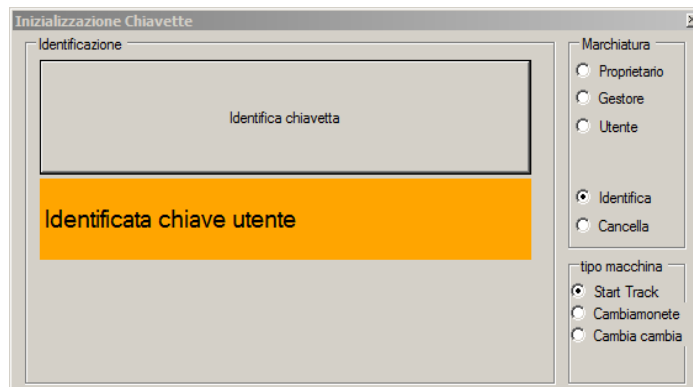 Inizializzazione Chiavette
Identificazione
Identifica chiavetta
Identificata chiave utente
Marchiatura
Proprietario
Gestore
Utente
Identifica
Cancella
tipo macchina
Start Track
Cambiamonete
Cambia cambia